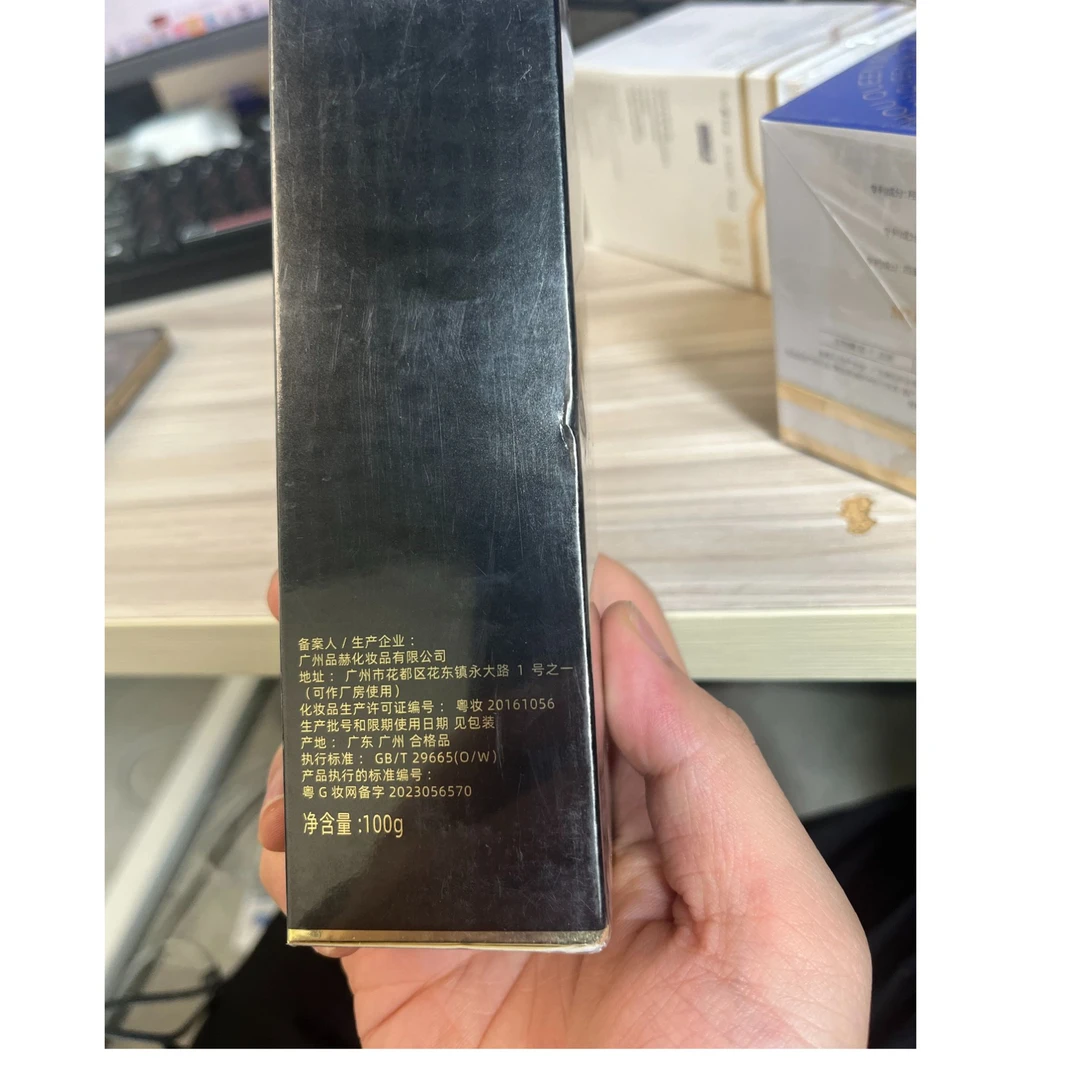 备案人 / 生产企业：
广州品赫化妆品有限公司
地址： 广州市花都区花东镇永大路 1 号之一
（可作厂房使用）
化妆品生产许可证编号： 粤妆 20161056
生产批号和限期使用日期 见包装
产地： 广东 广州 合格品
执行标准： GB/T 29665(O/W)
产品执行的标准编号：
粤 G 妆网备字 2023056570
净含量 :100g